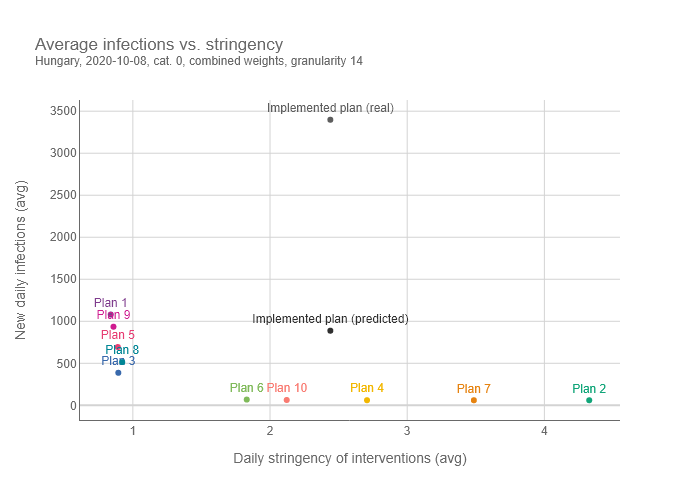 Average infections vs. stringency
Hungary, 2020-10-08, cat. 0, combined weights, granularity 14
Implemented plan (real)
3500
3000
2500
2000
1500
Plan 1
Plan 9
1000
Implemented plan (predicted)
Plan 5
Plan 8
500
Plan 3
Plan 6
Plan 10
Plan 4
Plan 7
Plan 2
0
1
2
3
4
New daily infections (avg)
Daily stringency of interventions (avg)